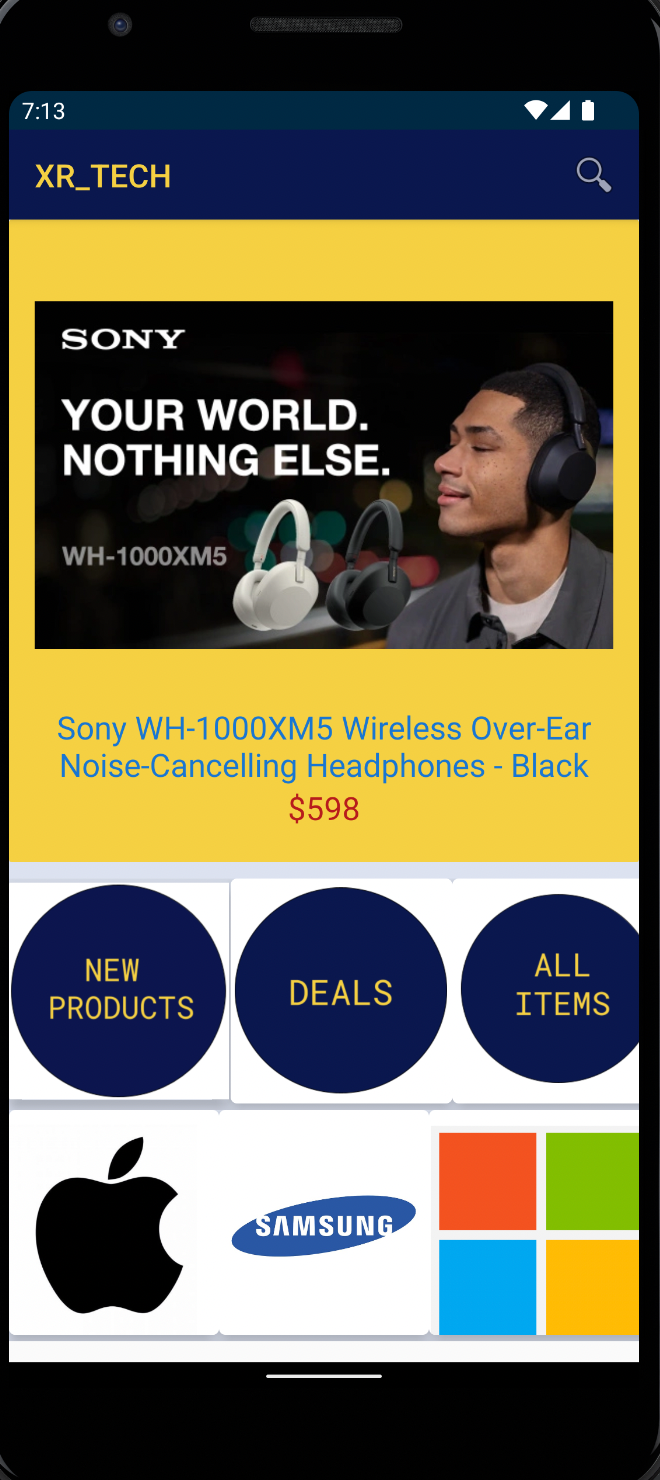 7:13
XR_TECH
SONY
YOUR WORLD.
NOTHING ELSE.
WH-1000XM5
Sony WH-1000XM5 Wireless Over-Ear
Noise-Cancelling Headphones - Black
$598
NEW
PRODUCTS
DEALS
ALL
ITEMS
SAMSUNG